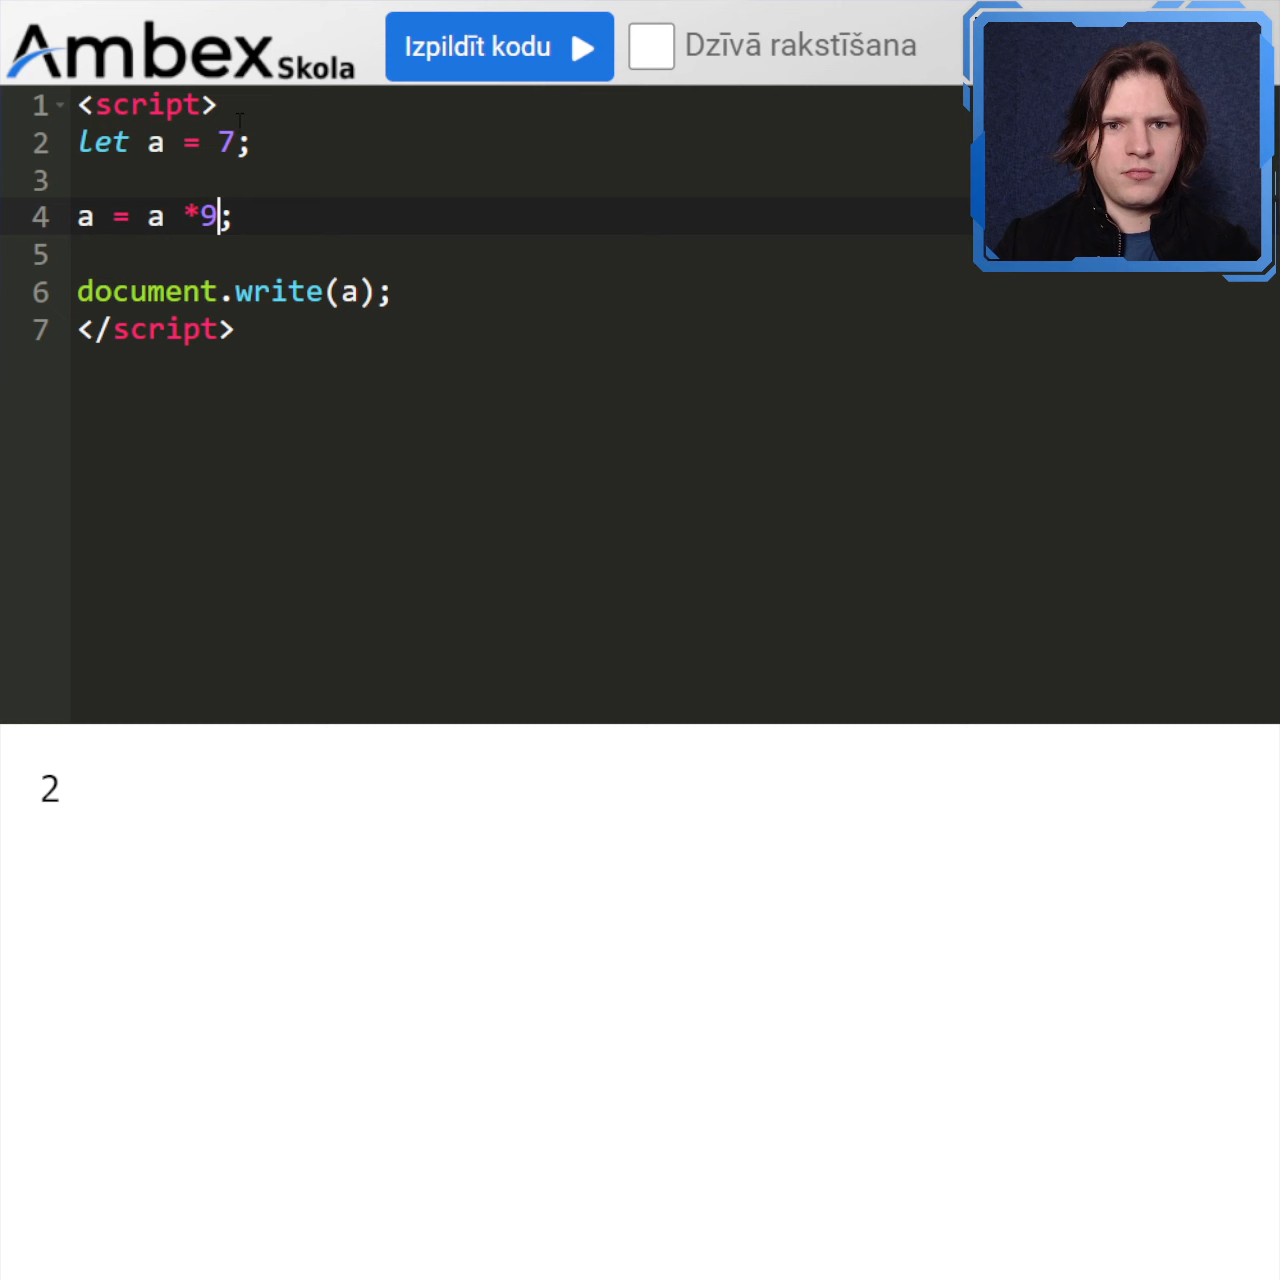 Ambex Skola
Izpildīt kodu
Dzīvā rakstīšana
1 <script>
2 let a = 7;
3
4 a = a *9;
5
6 document.write(a);
7 </script>
2